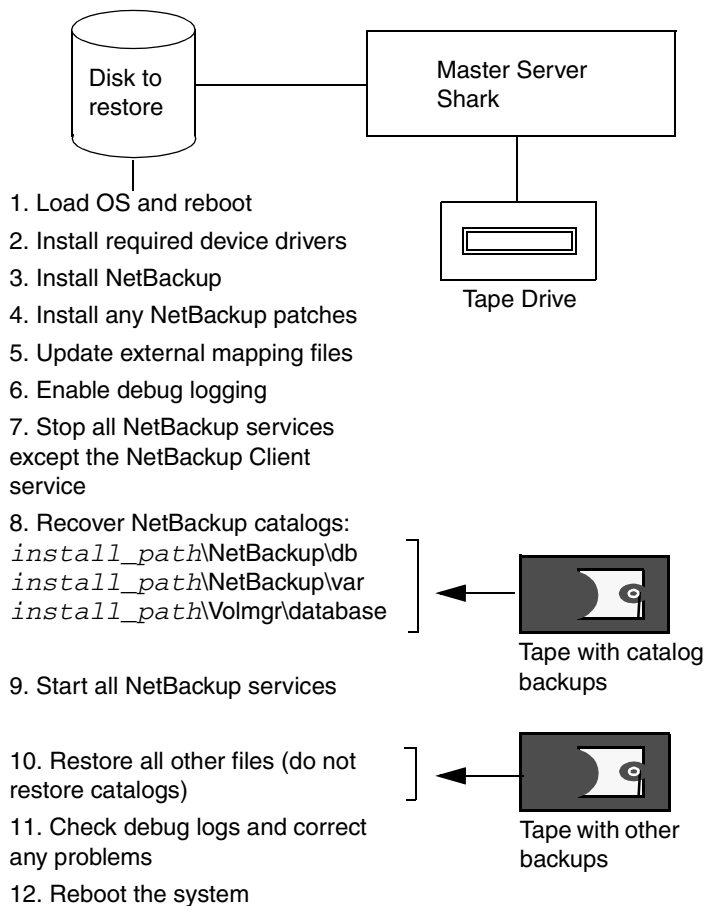 Disk to
restore
Master Server
Shark
Tape Drive
1. Load OS and reboot
2. Install required device drivers
3. Install NetBackup
4. Install any NetBackup patches
5. Update external mapping files
6. Enable debug logging
7. Stop all NetBackup services
except the NetBackup Client
service
8. Recover NetBackup catalogs:
install_path\NetBackup\db
install_path\NetBackup\var
install_path\Volmgr\database
Tape with catalog
backups
9. Start all NetBackup services
10. Restore all other files (do not
restore catalogs)
Tape with other
backups
11. Check debug logs and correct
any problems
12. Reboot the system